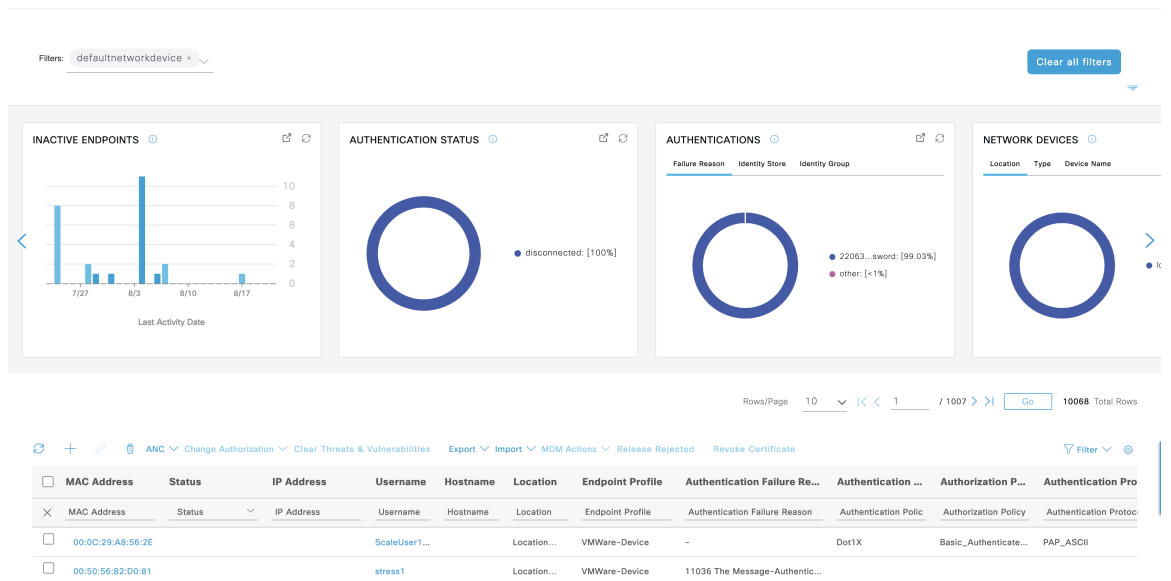 Filters: defaultnetworkdevice ×
Clear all filters
INACTIVE ENDPOINTS
10
8
6
4
2
0
7/27 8/3 8/10 8/17
Last Activity Date
AUTHENTICATION STATUS
disconnected: [100%]
AUTHENTICATIONS
Failure Reason Identity Store Identity Group
22063...sword: [99.03%]
other: [<1%]
NETWORK DEVICES
Location Type Device Name
Rows/Page 10 1 / 1007 Go 10068 Total Rows
ANC Change Authorization Clear Threats & Vulnerabilities Export Import MDM Actions Release Rejected Revoke Certificate Filter
MAC Address Status IP Address Username Hostname Location Endpoint Profile Authentication Failure Re... Authentication ... Authorization P... Authentication Pro
MAC Address Status IP Address Username Hostname Location Endpoint Profile Authentication Failure Reason Authentication Polic Authorization Policy Authentication Protoc
00:0C:29:A8:56:2E ScaleUser1... Location... VMWare-Device - Dot1X Basic_Authenticate... PAP_ASCII
00:50:56:82:D0:81 stress1 Location... VMWare-Device 11036 The Message-Authentic...